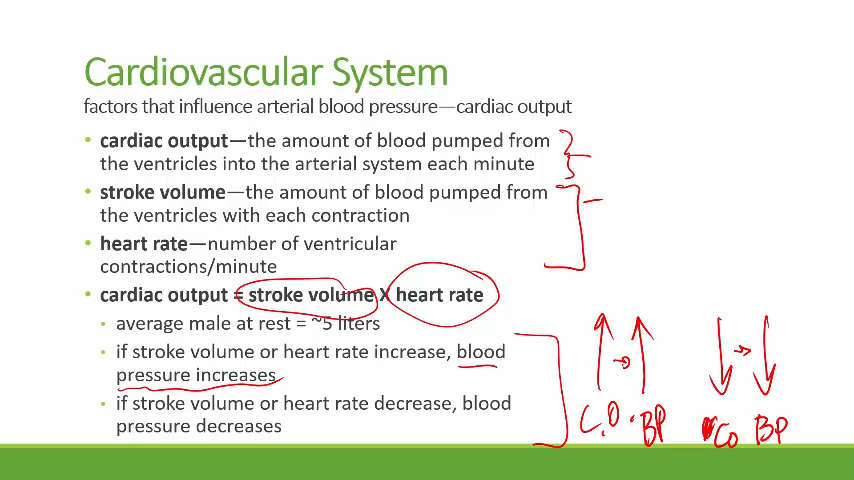 Cardiovascular System
factors that influence arterial blood pressure—cardiac output
• cardiac output—the amount of blood pumped from
the ventricles into the arterial system each minute
• stroke volume—the amount of blood pumped from
the ventricles with each contraction
• heart rate—number of ventricular
contractions/minute
• cardiac output = stroke volume X heart rate
• average male at rest = ~5 liters
• if stroke volume or heart rate increase, blood
pressure increases
• if stroke volume or heart rate decrease, blood
pressure decreases
C.O BP
CO BP